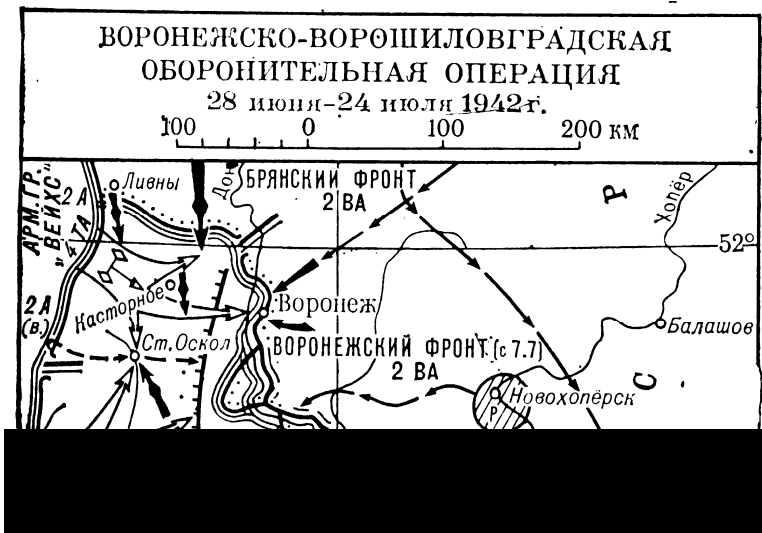 ВОРОНЕЖСКО-ВОРОШИЛОВГРАДСКАЯ
ОБОРОНИТЕЛЬНАЯ ОПЕРАЦИЯ
28 июня-24 июля 1942г.
100 0 100 200 км
Дон
БРЯНСКИЙ ФРОНТ
2 ВА
Р
Хопёр
Ливны
2 А
АРМ.ГР.
"ВЕЙХС"
4 ТА
52°
2 А
(в.)
Касторное
Воронеж
Балашов
Ст. Оскол
ВОРОНЕЖСКИЙ ФРОНТ (с 7.7)
2 ВА
С
Новохопёрск
Р